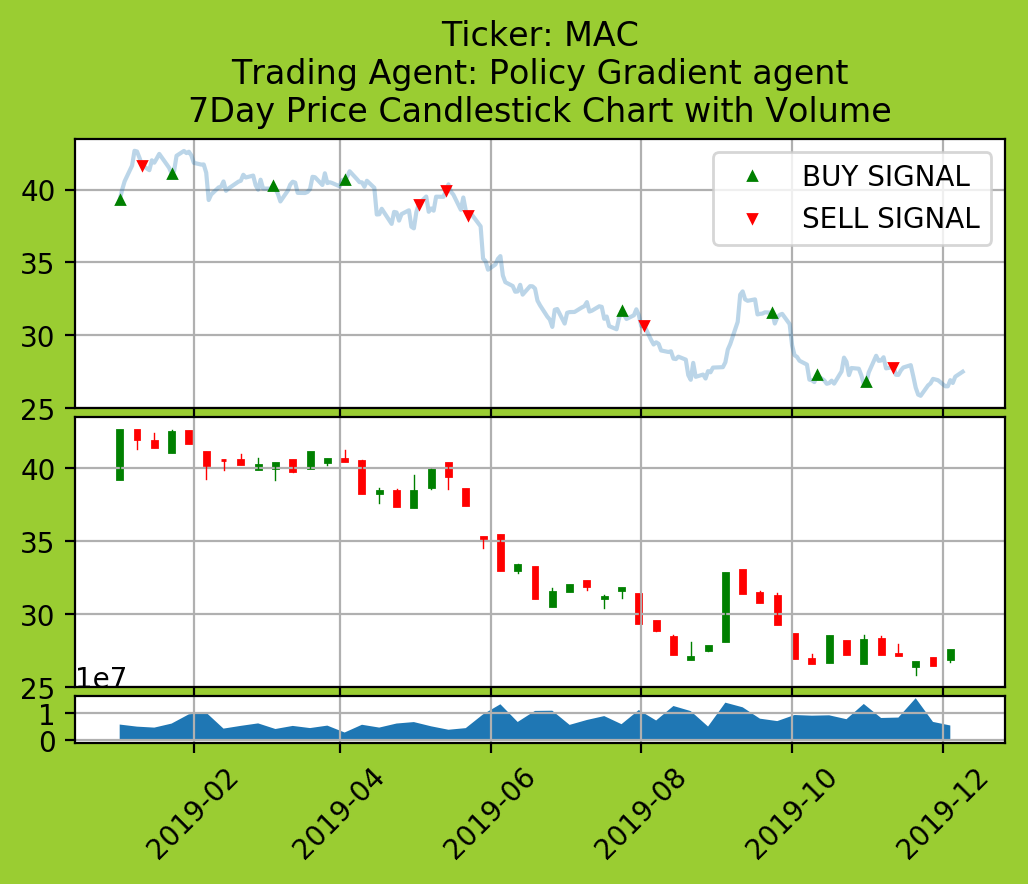 Ticker: MAC
Trading Agent: Policy Gradient agent
7Day Price Candlestick Chart with Volume
BUY SIGNAL
SELL SIGNAL
40
35
30
25
40
35
30
25
1e7
1
0
2019-02
2019-04
2019-06
2019-08
2019-10
2019-12